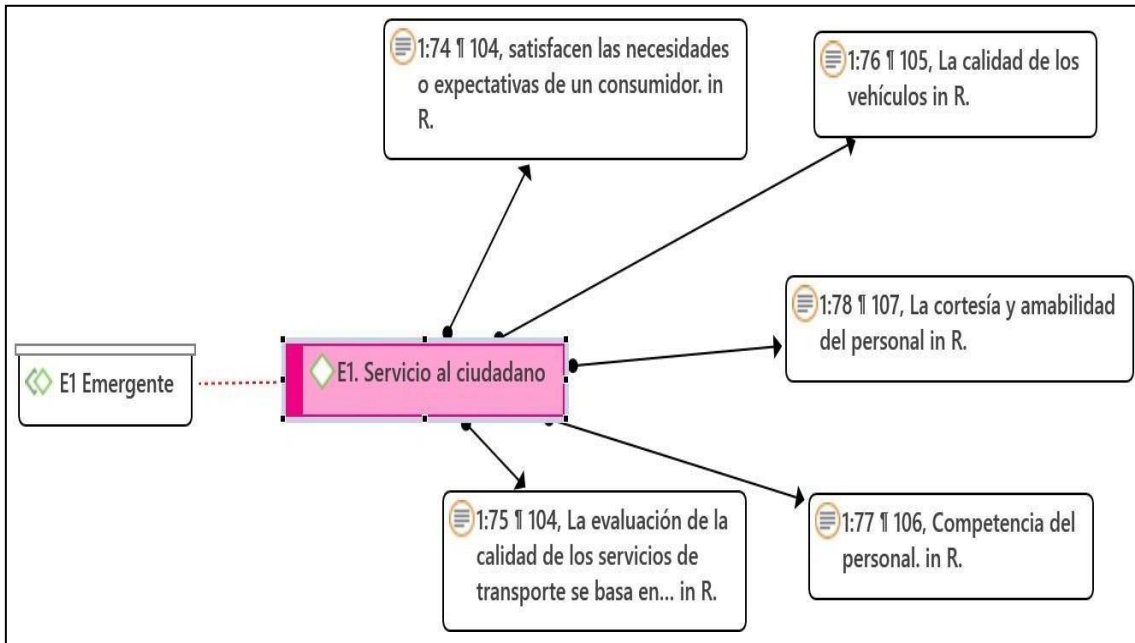 1:74 ¶ 104, satisfacen las necesidades
o expectativas de un consumidor. in
R.
1:76 ¶ 105, La calidad de los
vehículos in R.
1:78 ¶ 107, La cortesía y amabilidad
del personal in R.
E1 Emergente
E1. Servicio al ciudadano
1:75 ¶ 104, La evaluación de la
calidad de los servicios de
transporte se basa en... in R.
1:77 ¶ 106, Competencia del
personal. in R.